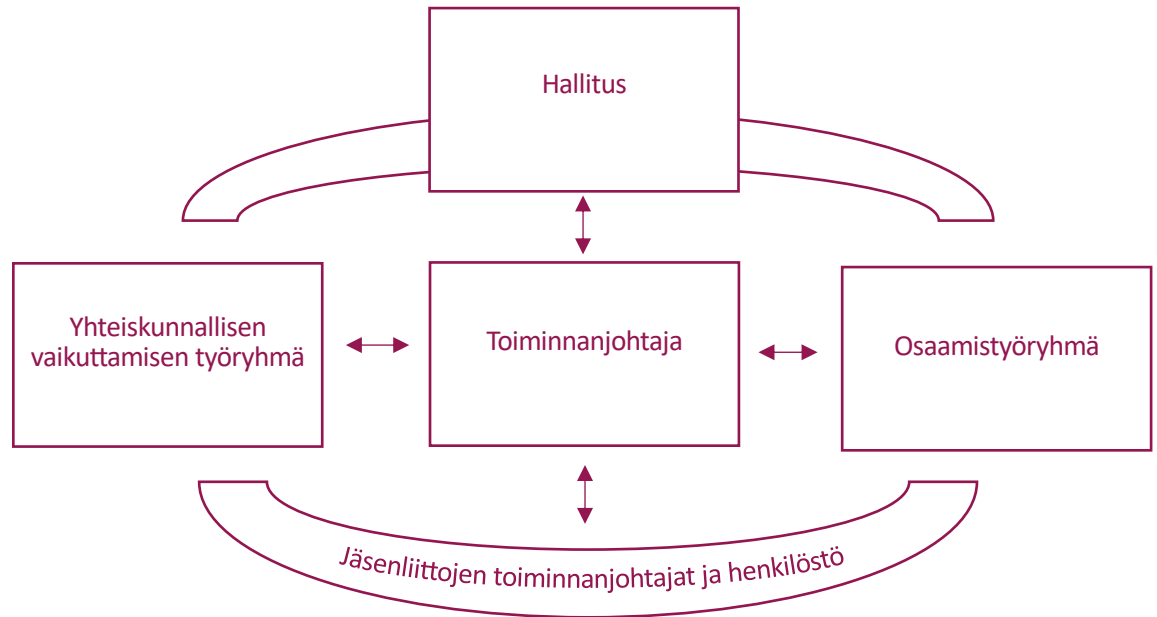 Hallitus
Yhteiskunnallisen
vaikuttamisen työryhmä
Toiminnanjohtaja
Osaamistyöryhmä
Jäsenliittojen toiminnanjohtajat ja henkilöstö